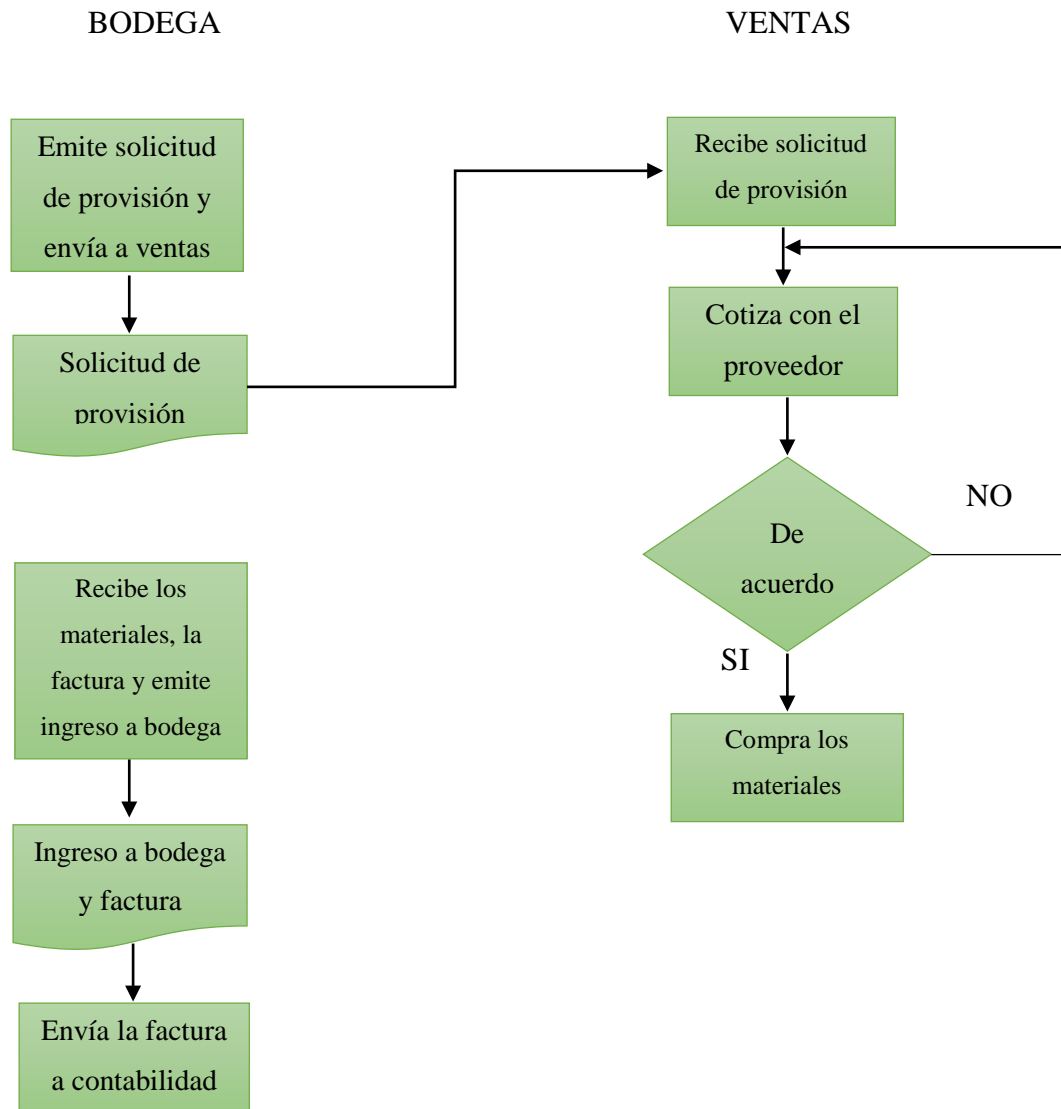 BODEGA
VENTAS
Emite solicitud
de provisión y
envía a ventas
Solicitud de
provisión
Recibe solicitud
de provisión
Cotiza con el
proveedor
De
acuerdo
NO
SI
Compra los
materiales
Recibe los
materiales, la
factura y emite
ingreso a bodega
Ingreso a bodega
y factura
Envía la factura
a contabilidad